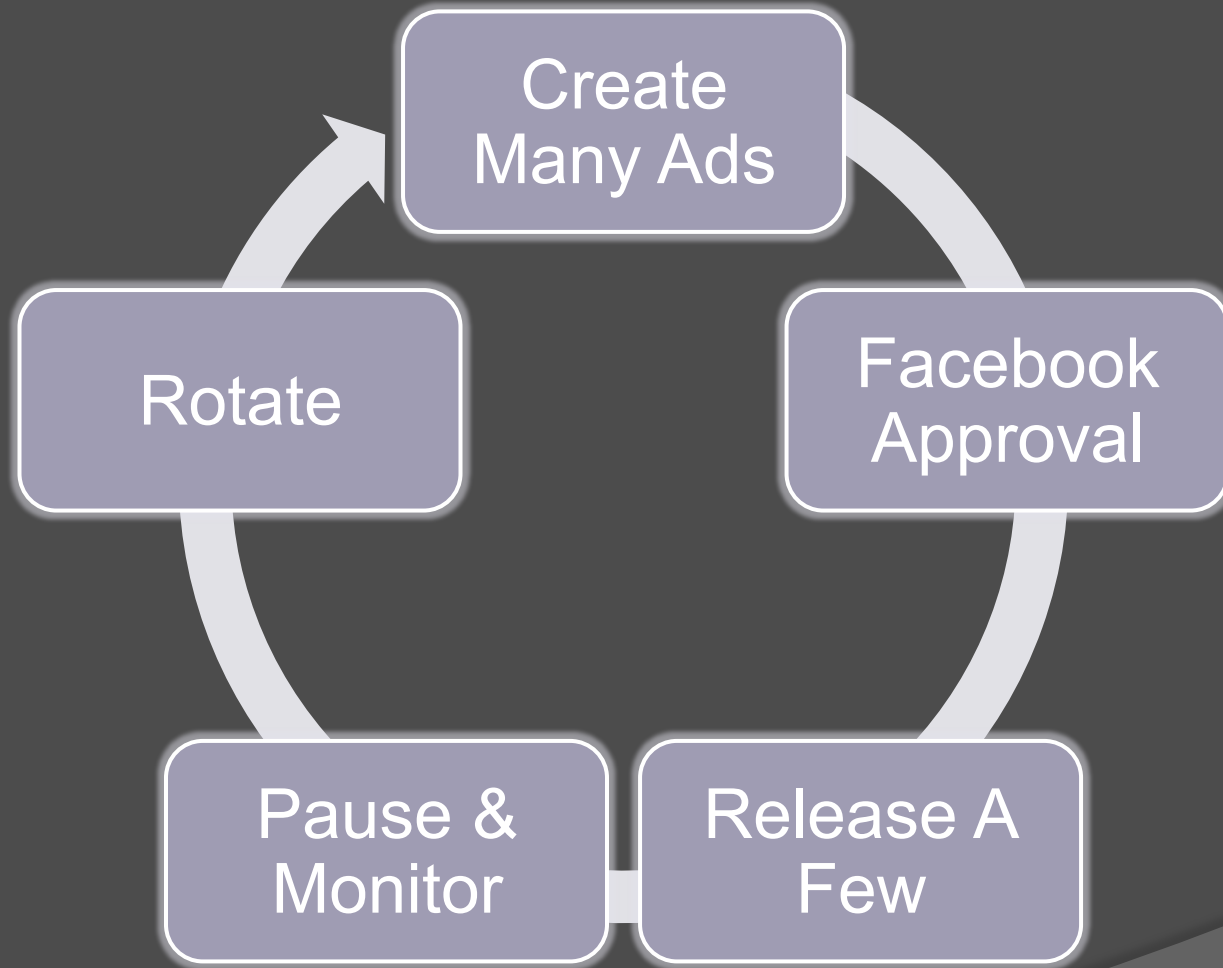 Create
Many Ads
Facebook
Approval
Release A
Few
Pause &
Monitor
Rotate